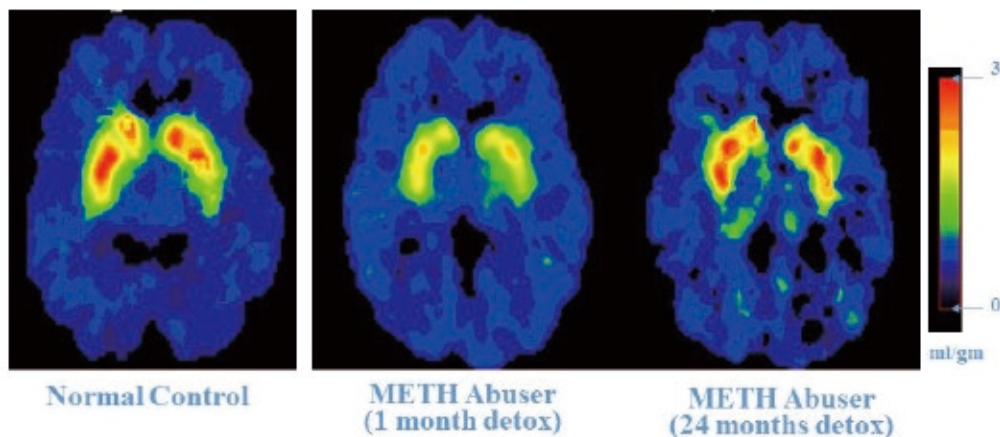 3
0
ml/gm
Normal Control
METH Abuser
(1 month detox)
METH Abuser
(24 months detox)